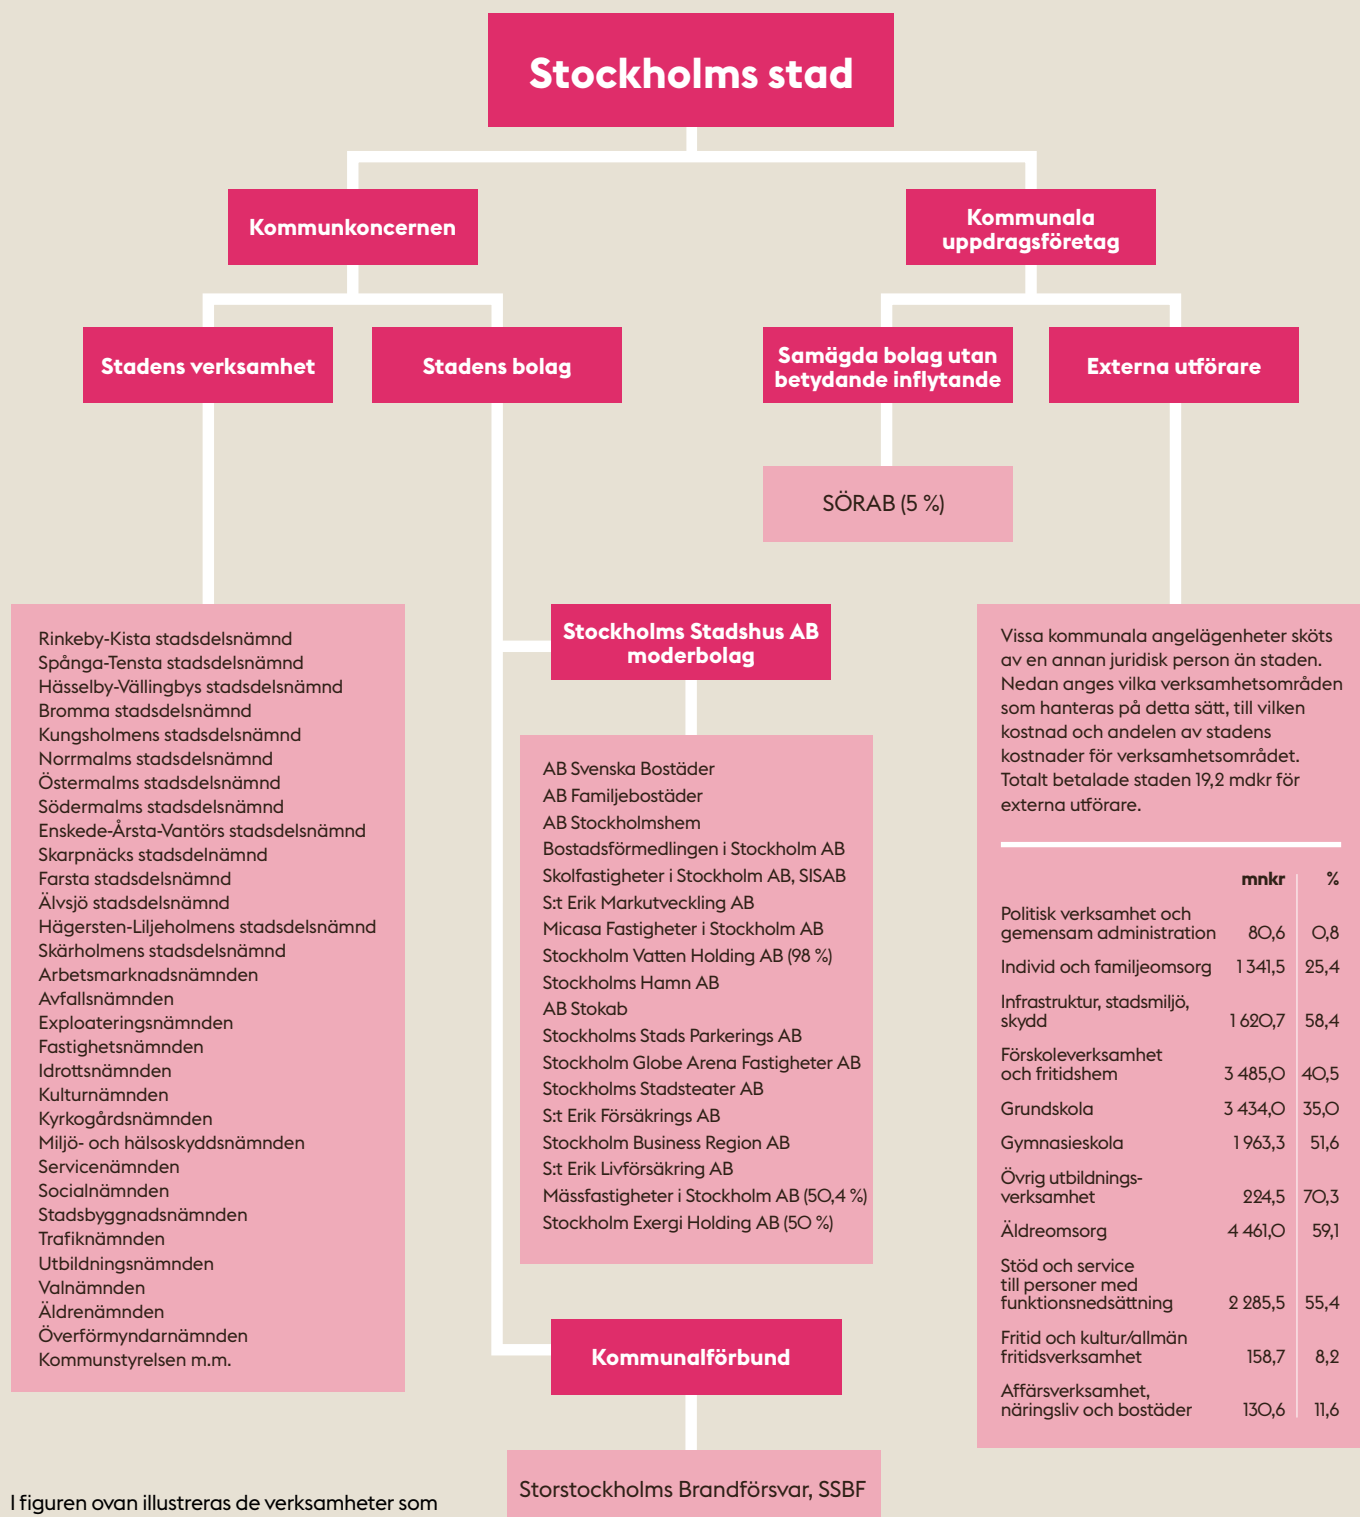 Stockholms stad
Kommunkoncernen
Kommunala
uppdragsföretag
Stadens verksamhet
Stadens bolag
Samägda bolag utan
betydande inflytande
Externa utförare
SÖRAB (5 %)
Rinkeby-Kista stadsdelsnämnd
Spånga-Tensta stadsdelsnämnd
Hässelby-Vällingbys stadsdelsnämnd
Bromma stadsdelsnämnd
Kungsholmens stadsdelsnämnd
Norrmalms stadsdelsnämnd
Östermalms stadsdelsnämnd
Södermalms stadsdelsnämnd
Enskede-Årsta-Vantörs stadsdelsnämnd
Skarpnäcks stadsdelnämnd
Farsta stadsdelsnämnd
Älvsjö stadsdelsnämnd
Hägersten-Liljeholmens stadsdelsnämnd
Skärholmens stadsdelsnämnd
Arbetsmarknadsnämnden
Avfallsnämnden
Exploateringsnämnden
Fastighetsnämnden
Idrottsnämnden
Kulturnämnden
Kyrkogårdsnämnden
Miljö- och hälsoskyddsnämnden
Servicenämnden
Socialnämnden
Stadsbyggnadsnämnden
Trafiknämnden
Utbildningsnämnden
Valnämnden
Äldrenämnden
Överförmyndarnämnden
Kommunstyrelsen m.m.
Stockholms Stadshus AB
moderbolag
AB Svenska Bostäder
AB Familjebostäder
AB Stockholmshem
Bostadsförmedlingen i Stockholm AB
Skolfastigheter i Stockholm AB, SISAB
S:t Erik Markutveckling AB
Micasa Fastigheter i Stockholm AB
Stockholm Vatten Holding AB (98 %)
Stockholms Hamn AB
AB Stokab
Stockholms Stads Parkerings AB
Stockholm Globe Arena Fastigheter AB
Stockholms Stadsteater AB
S:t Erik Försäkrings AB
Stockholm Business Region AB
S:t Erik Livförsäkring AB
Mässfastigheter i Stockholm AB (50,4 %)
Stockholm Exergi Holding AB (50 %)
Kommunalförbund
Storstockholms Brandförsvar, SSBF
Vissa kommunala angelägenheter sköts
av en annan juridisk person än staden.
Nedan anges vilka verksamhetsområden
som hanteras på detta sätt, till vilken
kostnad och andelen av stadens
kostnader för verksamhetsområdet.
Totalt betalade staden 19,2 mdkr för
externa utförare.
mnkr %
Politisk verksamhet och
gemensam administration 80,6 0,8
Individ och familjeomsorg 1 341,5 25,4
Infrastruktur, stadsmiljö,
skydd 1 620,7 58,4
Förskoleverksamhet
och fritidshem 3 485,0 40,5
Grundskola 3 434,0 35,0
Gymnasieskola 1 963,3 51,6
Övrig utbildnings-
verksamhet 224,5 70,3
Äldreomsorg 4 461,0 59,1
Stöd och service
till personer med
funktionsnedsättning 2 285,5 55,4
Fritid och kultur/allmän
fritidsverksamhet 158,7 8,2
Affärsverksamhet,
näringsliv och bostäder 130,6 11,6
I figuren ovan illustreras de verksamheter som